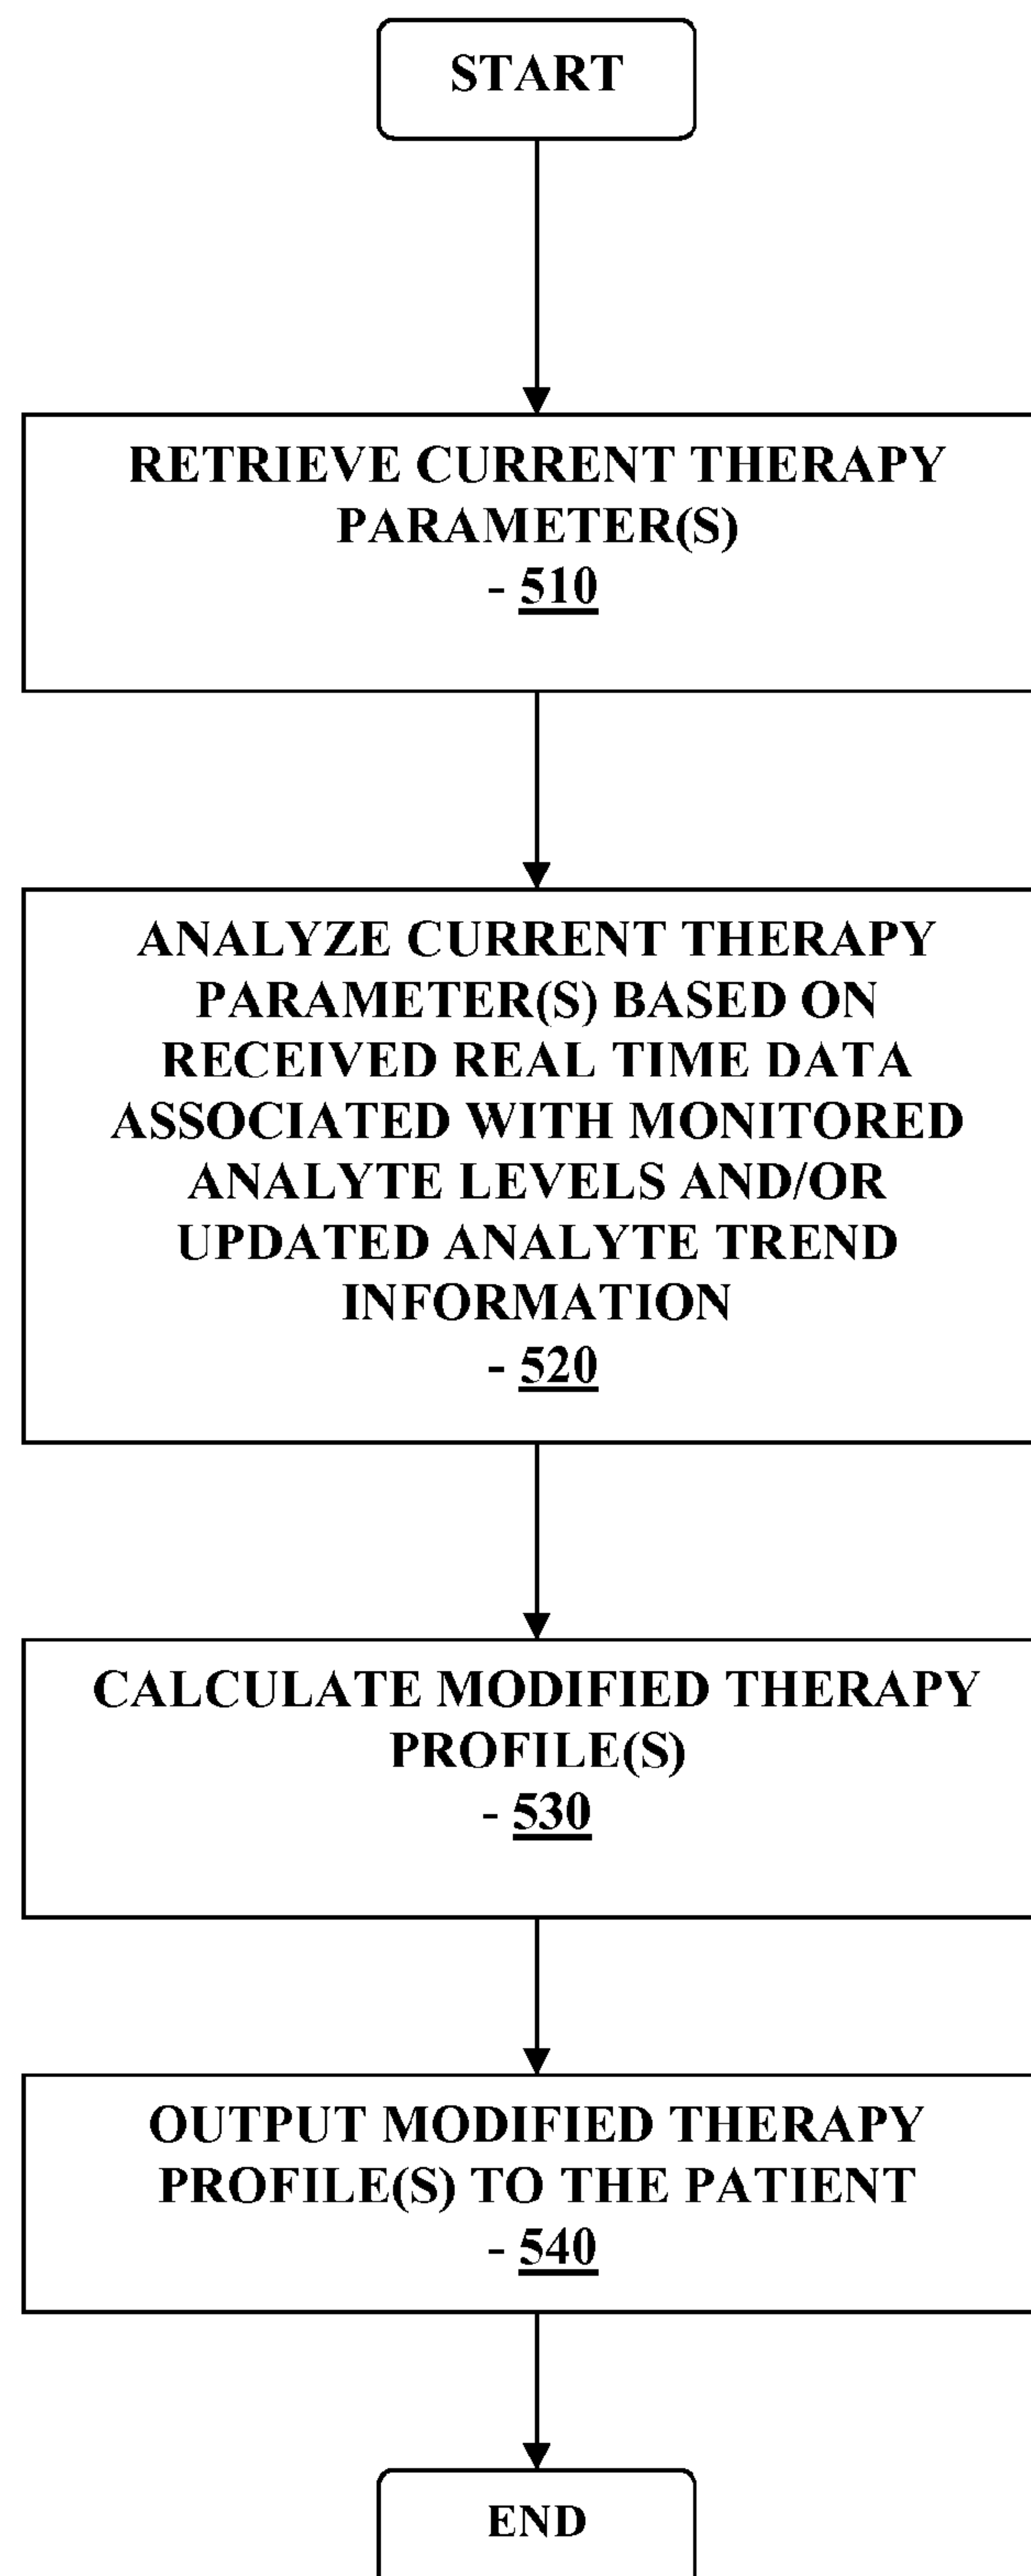 START
RETRIEVE CURRENT THERAPY
PARAMETER(S)
- 510
ANALYZE CURRENT THERAPY
PARAMETER(S) BASED ON
RECEIVED REAL TIME DATA
ASSOCIATED WITH MONITORED
ANALYTE LEVELS AND/OR
UPDATED ANALYTE TREND
INFORMATION
- 520
CALCULATE MODIFIED THERAPY
PROFILE(S)
- 530
OUTPUT MODIFIED THERAPY
PROFILE(S) TO THE PATIENT
- 540
END